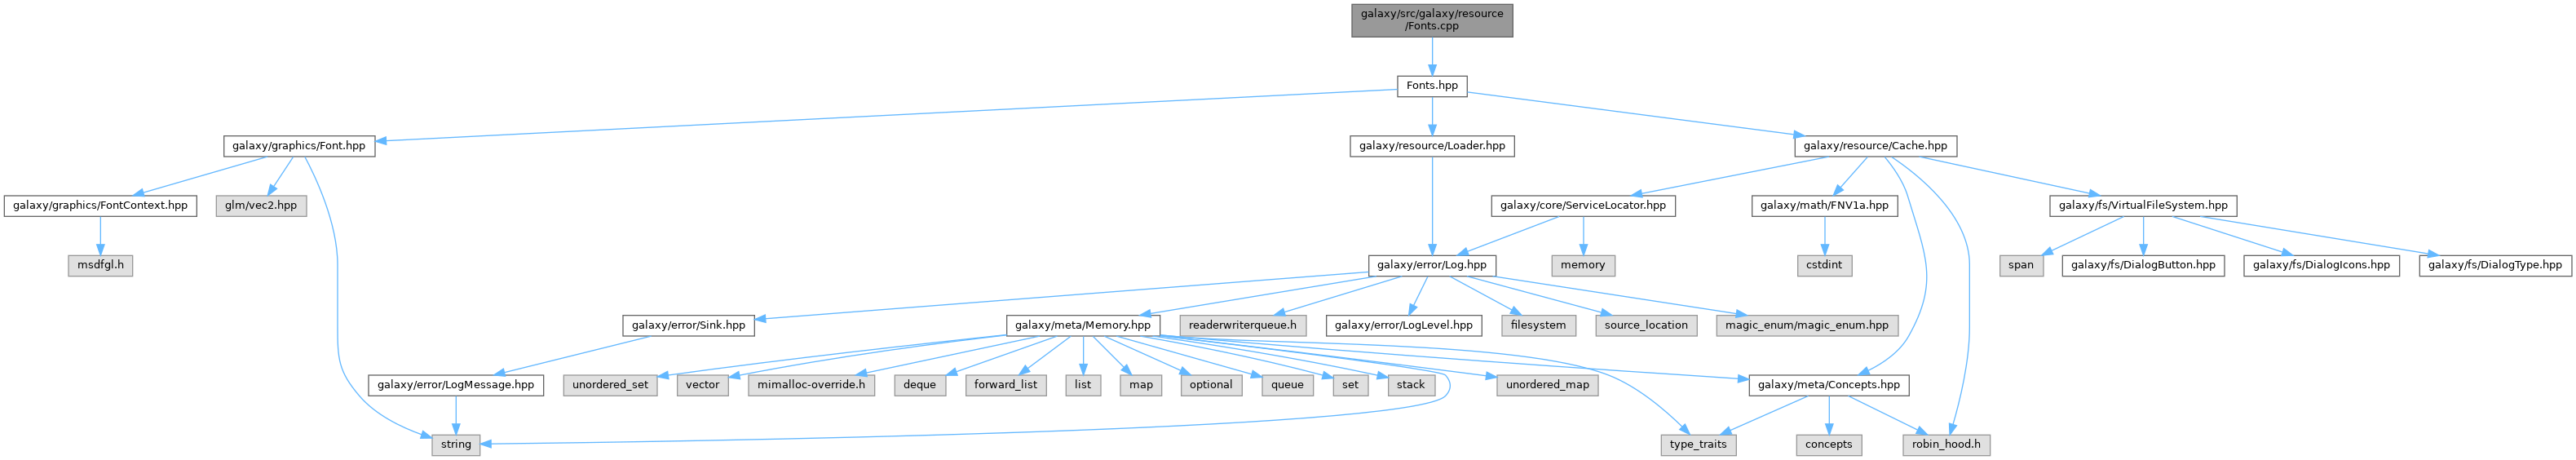 galaxy/src/galaxy/resource
/Fonts.cpp
Fonts.hpp
galaxy/graphics/Font.hpp
galaxy/resource/Loader.hpp
galaxy/resource/Cache.hpp
galaxy/graphics/FontContext.hpp
glm/vec2.hpp
galaxy/core/ServiceLocator.hpp
galaxy/math/FNV1a.hpp
galaxy/fs/VirtualFileSystem.hpp
msdfgl.h
galaxy/error/Log.hpp
memory
cstdint
span
galaxy/fs/DialogButton.hpp
galaxy/fs/DialogIcons.hpp
galaxy/fs/DialogType.hpp
galaxy/error/Sink.hpp
galaxy/meta/Memory.hpp
readerwriterqueue.h
galaxy/error/LogLevel.hpp
filesystem
source_location
magic_enum/magic_enum.hpp
galaxy/error/LogMessage.hpp
unordered_set
vector
mimalloc-override.h
deque
forward_list
list
map
optional
queue
set
stack
unordered_map
galaxy/meta/Concepts.hpp
string
type_traits
concepts
robin_hood.h